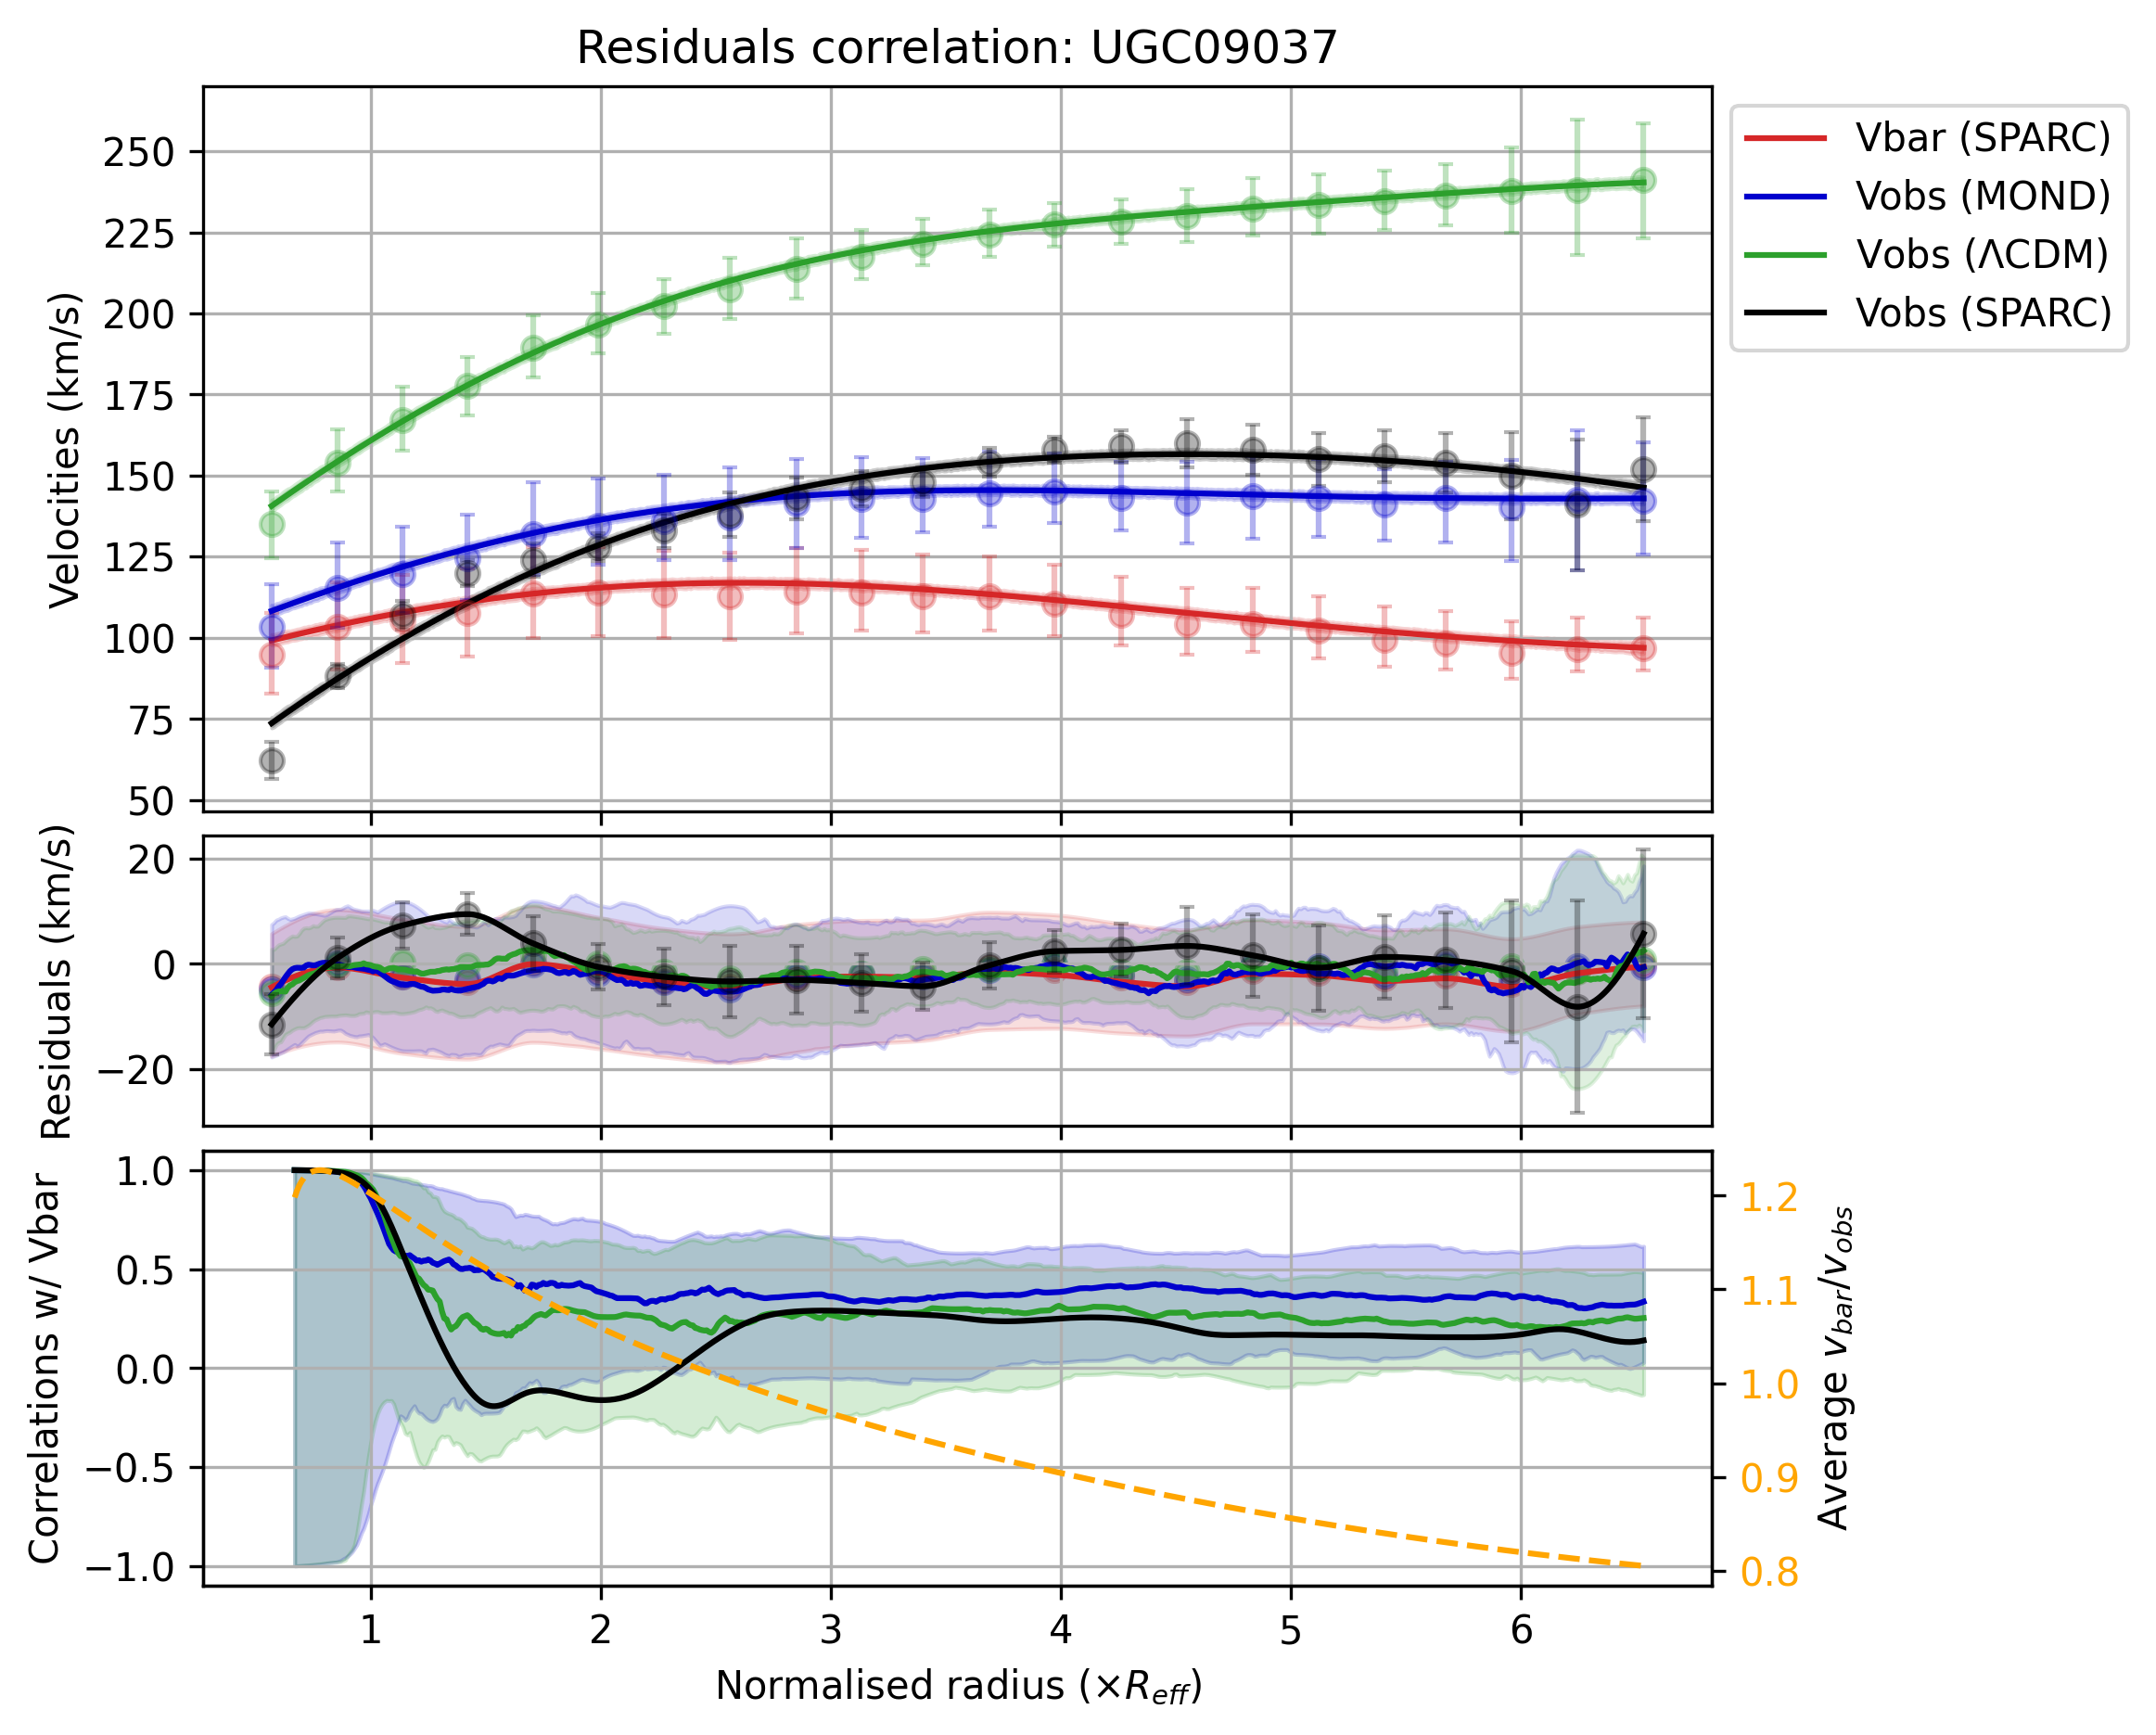 Residuals correlation: UGC09037
Vbar (SPARC)
Vobs (MOND)
Vobs (ΛCDM)
Vobs (SPARC)
Velocities (km/s)
250
225
200
175
150
125
100
75
50
Residuals (km/s)
20
0
−20
Correlations w/ Vbar
1.0
0.5
0.0
−0.5
−1.0
1.2
1.1
1.0
0.9
0.8
Average v_bar/v_obs
1 2 3 4 5 6
Normalised radius (×R_eff)